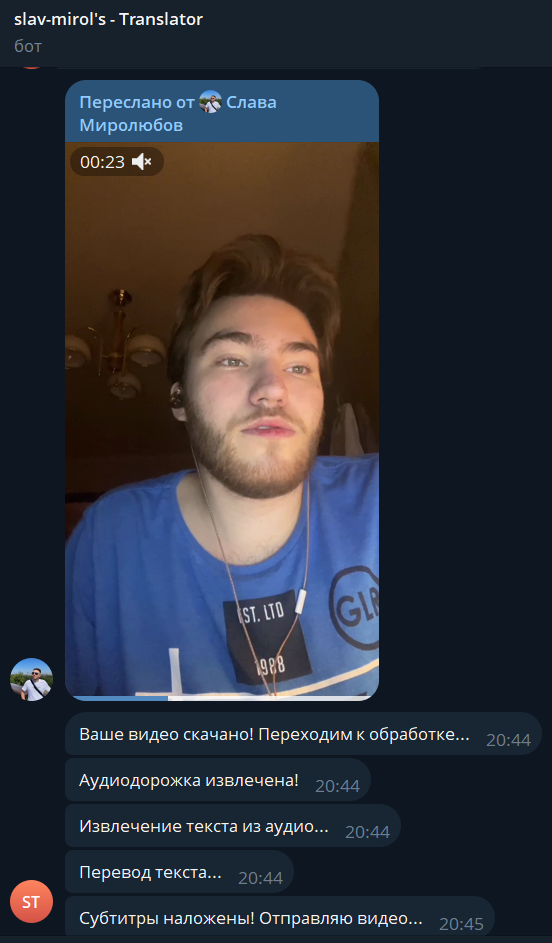 slav-mirol's - Translator
бот
Переслано от Слава
Миролюбов
00:23
EST. LTD
1988
Ваше видео скачано! Переходим к обработке... 20:44
Аудиодорожка извлечена! 20:44
Извлечение текста из аудио... 20:44
Перевод текста... 20:44
ST
Субтитры наложены! Отправляю видео... 20:45